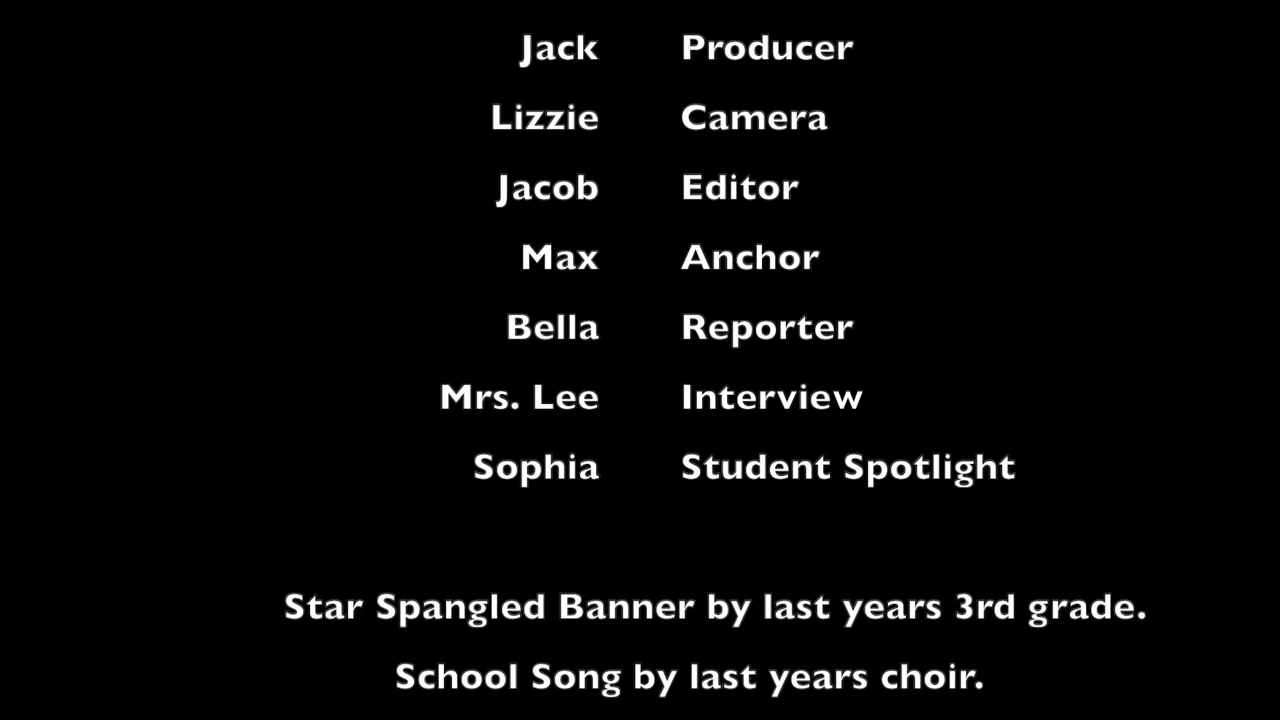 Jack Producer
Lizzie Camera
Jacob Editor
Max Anchor
Bella Reporter
Mrs. Lee Interview
Sophia Student Spotlight
Star Spangled Banner by last years 3rd grade.
School Song by last years choir.